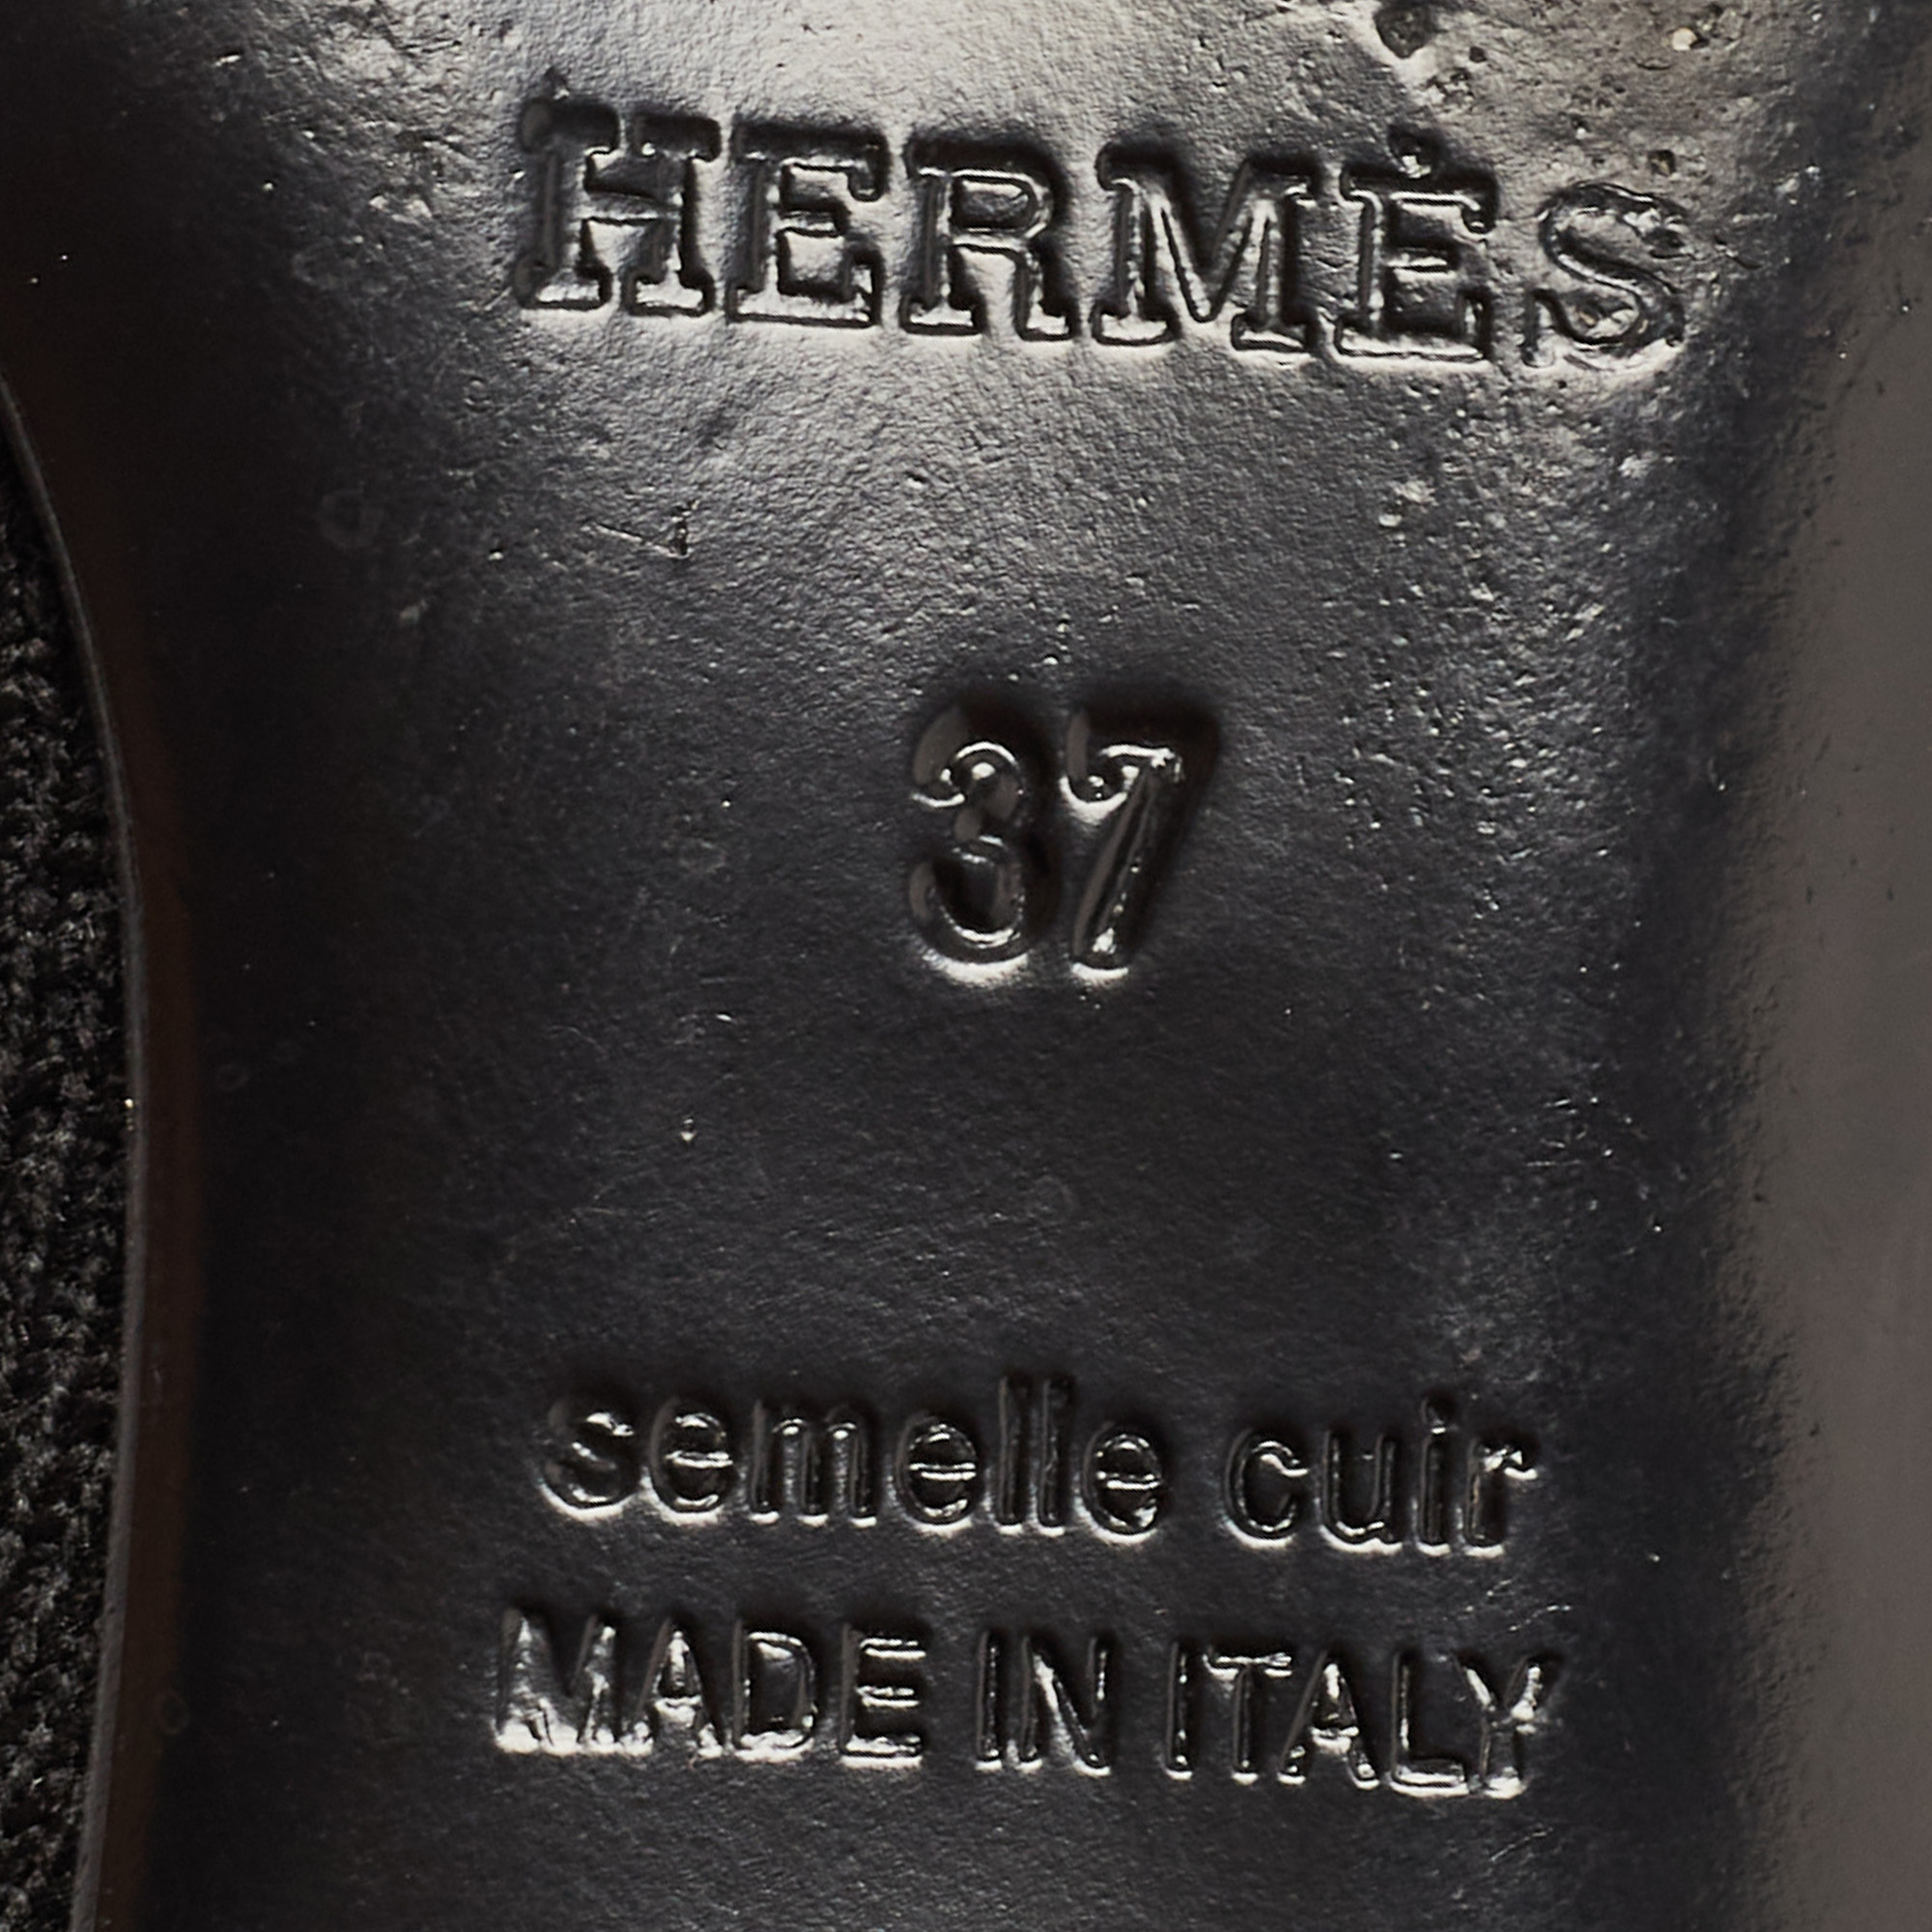 HERMÈS
37
semelle cuir
MADE IN ITALY